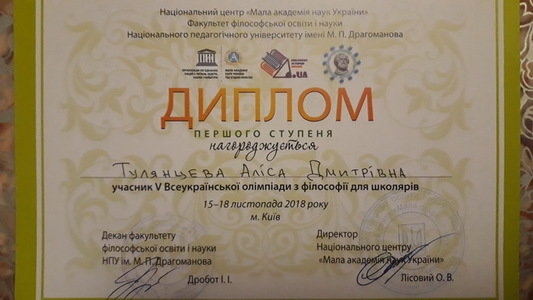 Національний центр «Мала академія наук України»
Факультет філософської освіти і науки
Національного педагогічного університету імені М. П. Драгоманова
ДИПЛОМ
ПЕРШОГО СТУПЕНЯ
нагороджується
Тулянцева Аліса Дмитрівна
учасник V Всеукраїнської олімпіади з філософії для школярів
15–18 листопада 2018 року
м. Київ
Декан факультету
філософської освіти і науки
НПУ ім. М. П. Драгоманова
Дробот І. І.
Директор
Національного центру
“Мала академія наук України”
Лісовий О. В.